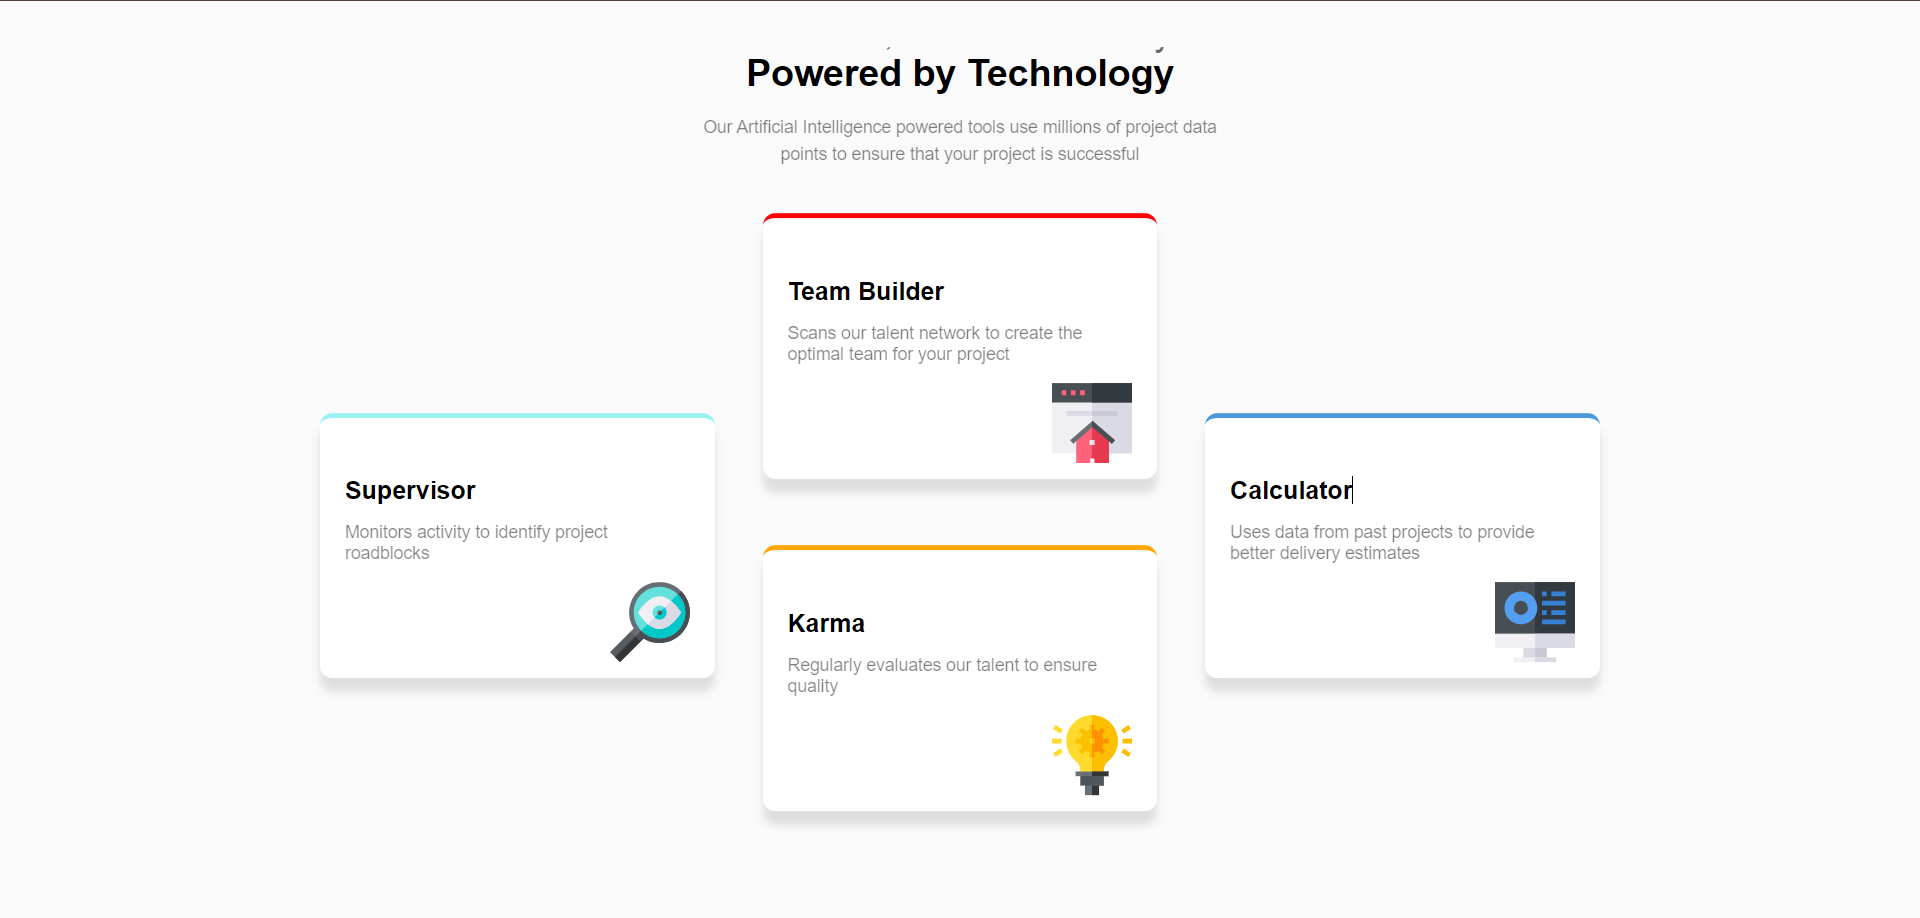 Powered by Technology
Our Artificial Intelligence powered tools use millions of project data
points to ensure that your project is successful
Team Builder
Scans our talent network to create the
optimal team for your project
Supervisor
Monitors activity to identify project
roadblocks
Calculator
Uses data from past projects to provide
better delivery estimates
Karma
Regularly evaluates our talent to ensure
quality